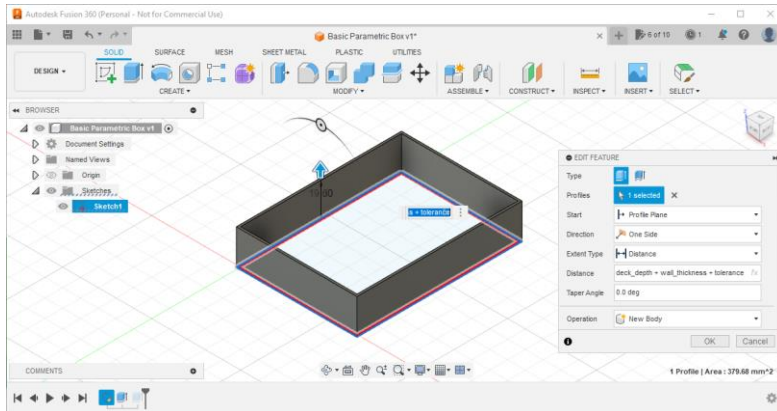 Autodesk Fusion 360 (Personal - Not for Commercial Use)
Basic Parametric Box v1*
6 of 10
1
SOLID SURFACE MESH SHEET METAL PLASTIC UTILITIES
DESIGN
CREATE MODIFY ASSEMBLE CONSTRUCT INSPECT INSERT SELECT
BROWSER
Basic Parametric Box v1
Document Settings
Named Views
Origin
Sketches
Sketch1
s + tolerance
EDIT FEATURE
Type
Profiles 1 selected
Start Profile Plane
Direction One Side
Extent Type Distance
Distance deck_depth + wall_thickness + tolerance fx
Taper Angle 0.0 deg
Operation New Body
OK Cancel
COMMENTS
1 Profile | Area : 379.68 mm^2